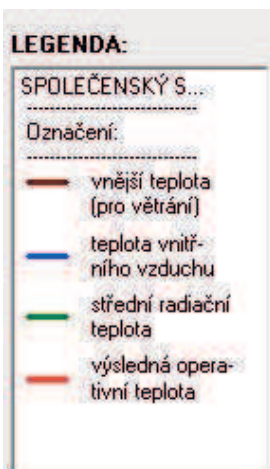 LEGENDA:
SPOLEČENSKÝ S...
Označení:
vnější teplota
(pro větrání)
teplota vnitř-
ního vzduchu
střední radiační
teplota
výsledná opera-
tivní teplota